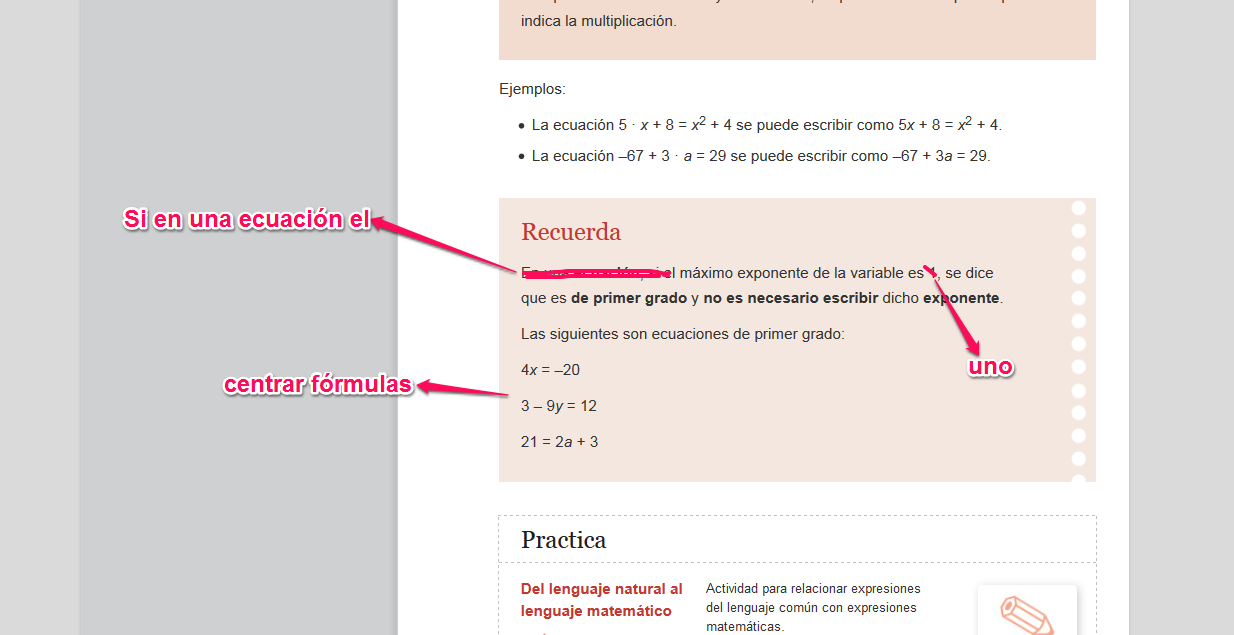 indica la multiplicación.
Ejemplos:
• La ecuación 5 · x + 8 = x² + 4 se puede escribir como 5x + 8 = x² + 4.
• La ecuación –67 + 3 · a = 29 se puede escribir como –67 + 3a = 29.
Si en una ecuación el
Recuerda
el máximo exponente de la variable es 1, se dice
que es de primer grado y no es necesario escribir dicho exponente.
Las siguientes son ecuaciones de primer grado:
uno
4x = –20
centrar fórmulas
3 – 9y = 12
21 = 2a + 3
Practica
Del lenguaje natural al
lenguaje matemático
Actividad para relacionar expresiones
del lenguaje común con expresiones
matemáticas.